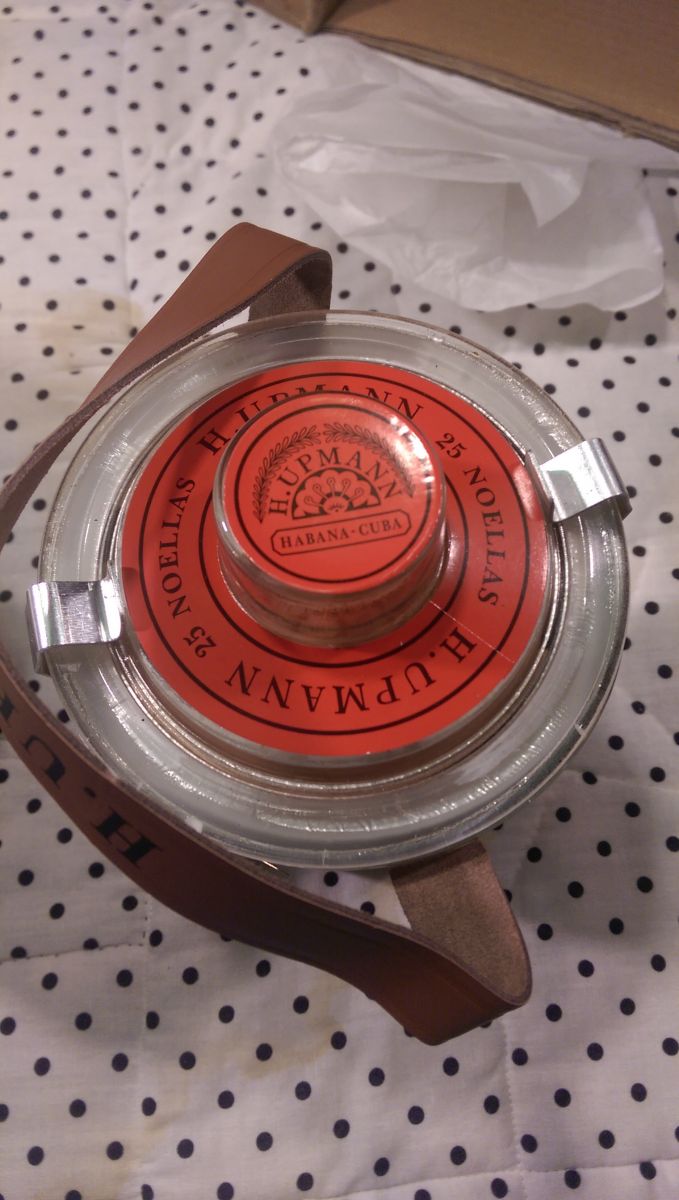 H. UPMANN
25 NOELLAS
H. UPMANN
25 NOELLAS
H. UPMANN
HABANA-CUBA
H. U